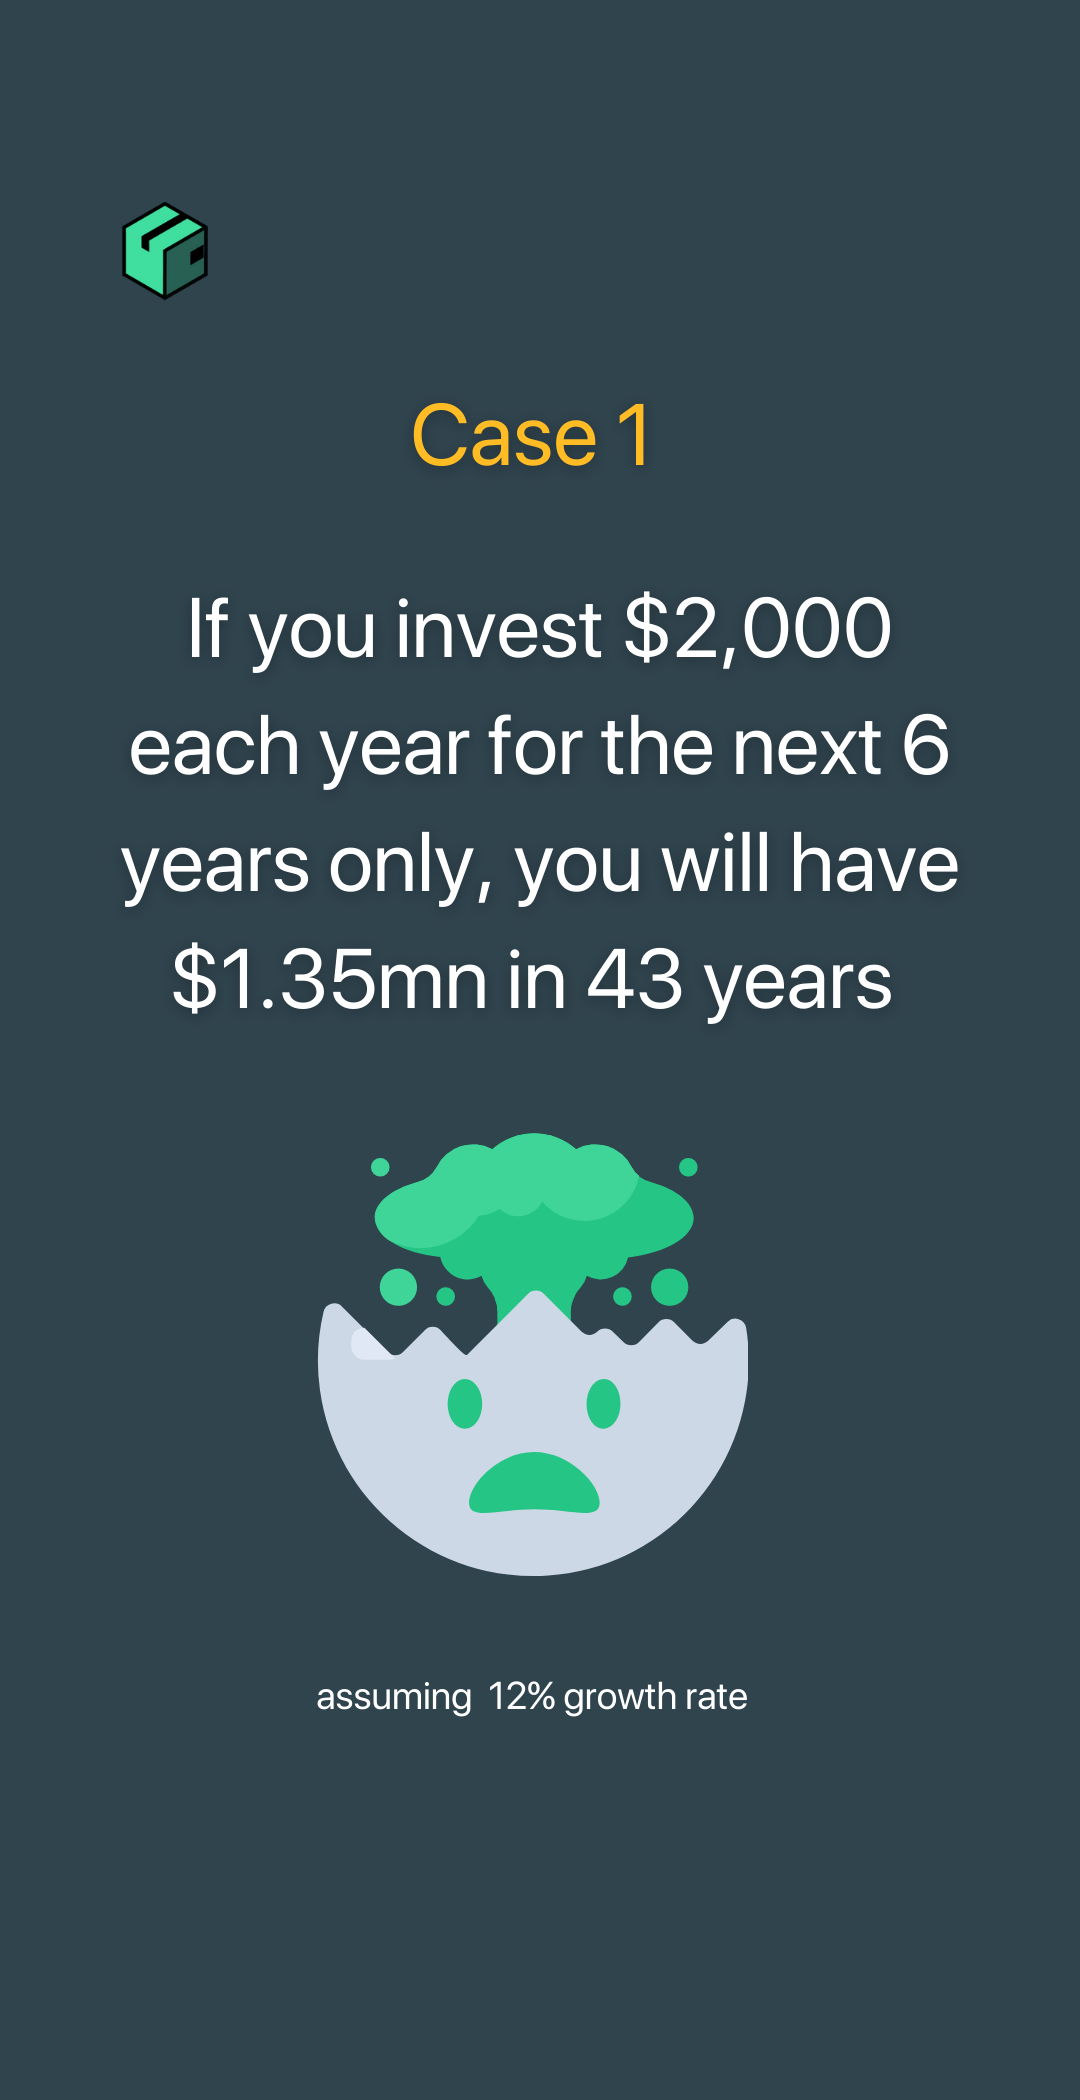 Case 1
If you invest $2,000
each year for the next 6
years only, you will have
$1.35mn in 43 years
assuming 12% growth rate